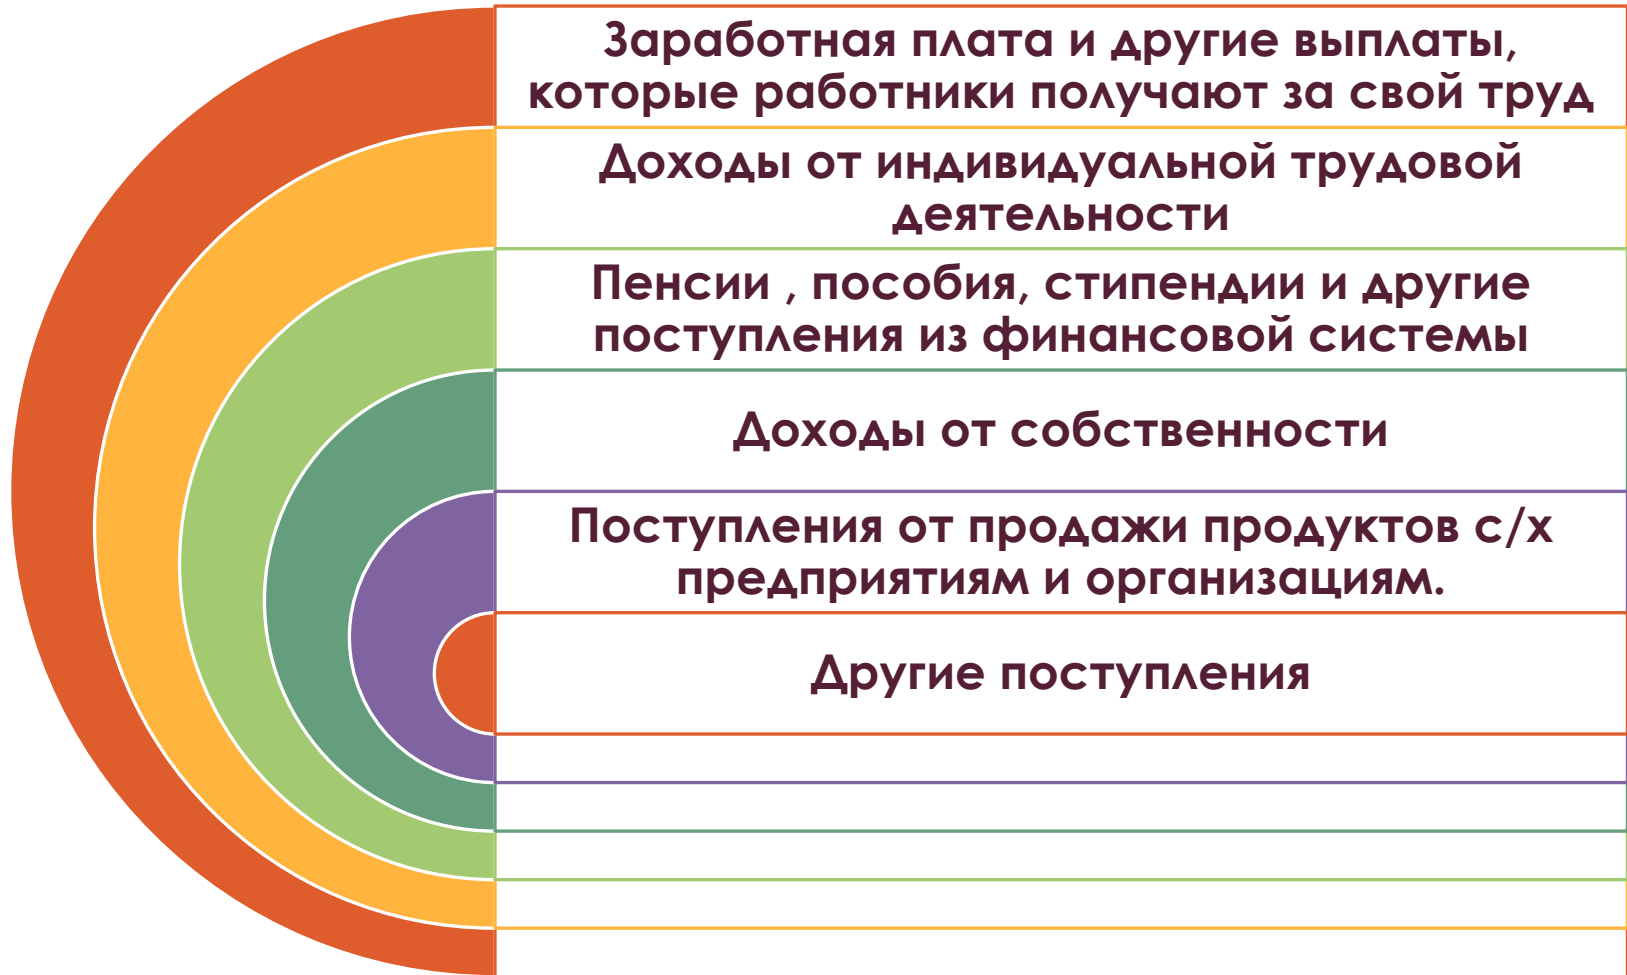 Заработная плата и другие выплаты,
которые работники получают за свой труд
Доходы от индивидуальной трудовой
деятельности
Пенсии , пособия, стипендии и другие
поступления из финансовой системы
Доходы от собственности
Поступления от продажи продуктов с/х
предприятиям и организациям.
Другие поступления